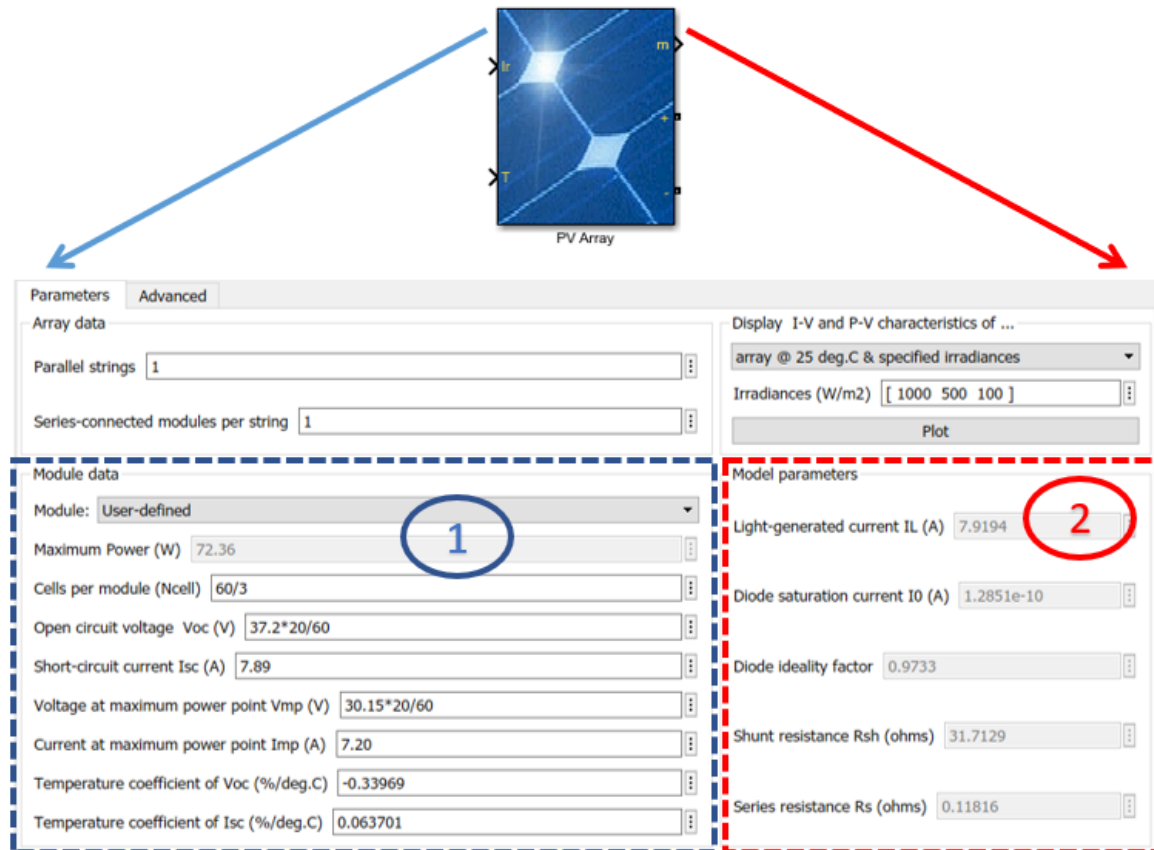 Ir
m
+
T
-
PV Array
Parameters Advanced
Array data
Parallel strings 1
Series-connected modules per string 1
Display I-V and P-V characteristics of ...
array @ 25 deg.C & specified irradiances
Irradiances (W/m2) [ 1000 500 100 ]
Plot
Module data
1
Module: User-defined
Maximum Power (W) 72.36
Cells per module (Ncell) 60/3
Open circuit voltage Voc (V) 37.2*20/60
Short-circuit current Isc (A) 7.89
Voltage at maximum power point Vmp (V) 30.15*20/60
Current at maximum power point Imp (A) 7.20
Temperature coefficient of Voc (%/deg.C) -0.33969
Temperature coefficient of Isc (%/deg.C) 0.063701
Model parameters
2
Light-generated current IL (A) 7.9194
Diode saturation current I0 (A) 1.2851e-10
Diode ideality factor 0.9733
Shunt resistance Rsh (ohms) 31.7129
Series resistance Rs (ohms) 0.11816